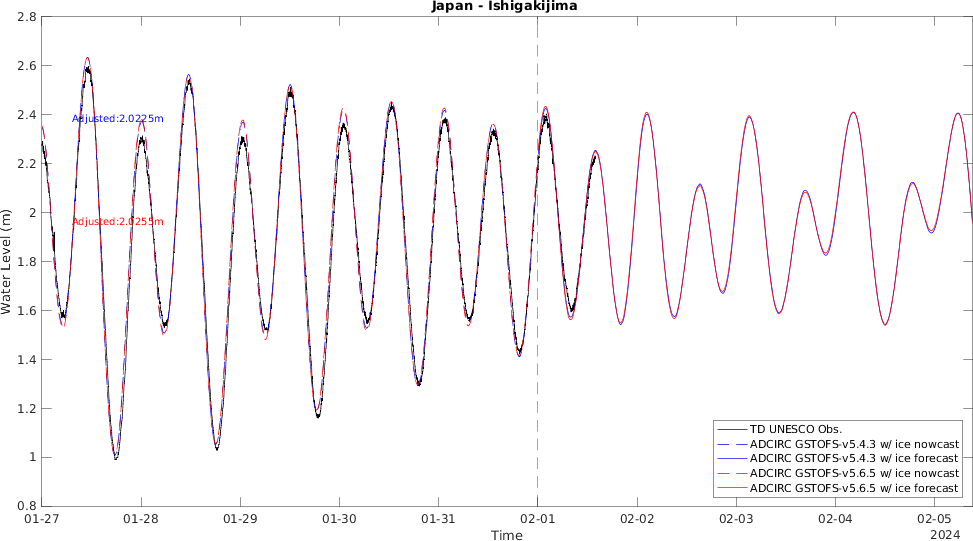 Japan - Ishigakijima
Water Level (m)
2.8
2.6
2.4
2.2
2
1.8
1.6
1.4
1.2
1
0.8
Adjusted:2.0225m
Adjusted:2.0255m
TD UNESCO Obs.
ADCIRC GSTOFS-v5.4.3 w/ ice nowcast
ADCIRC GSTOFS-v5.4.3 w/ ice forecast
ADCIRC GSTOFS-v5.6.5 w/ ice nowcast
ADCIRC GSTOFS-v5.6.5 w/ ice forecast
01-27 01-28 01-29 01-30 01-31 02-01 02-02 02-03 02-04 02-05
Time
2024